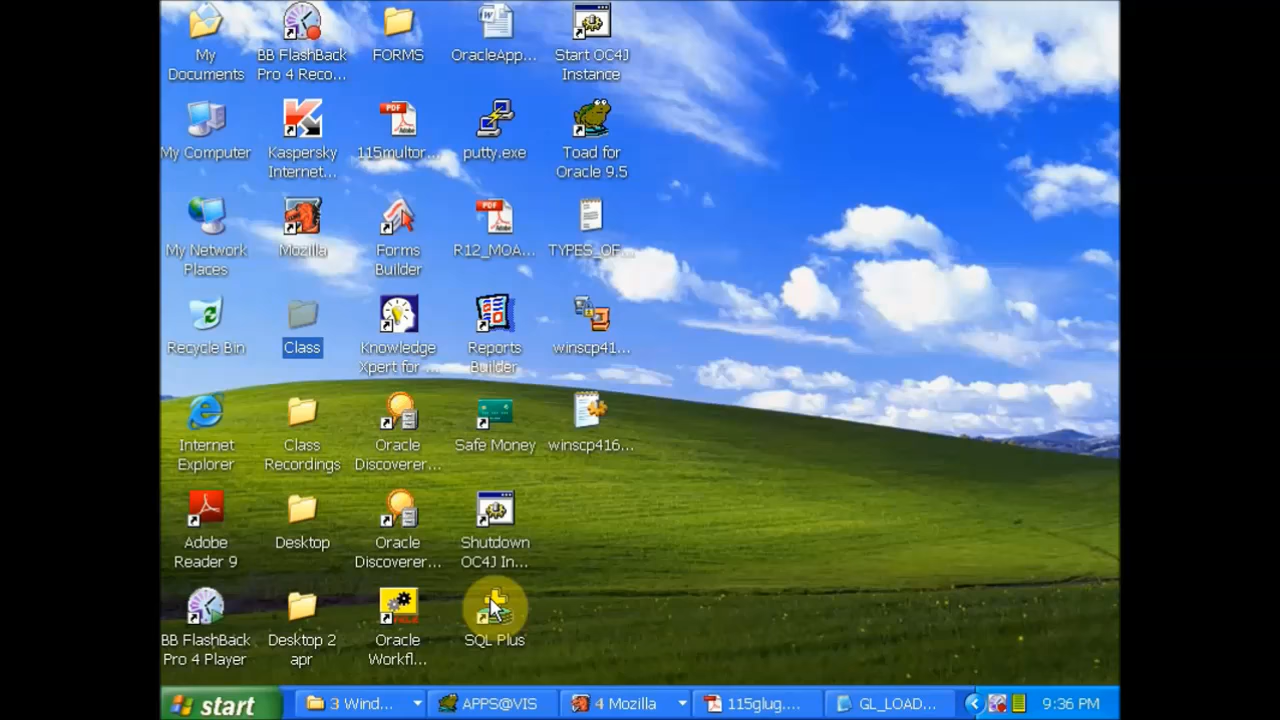 My Documents
BB FlashBack Pro 4 Reco...
FORMS
OracleApp...
Start OC4J Instance
My Computer
Kaspersky Internet...
115multor...
putty.exe
Toad for Oracle 9.5
My Network Places
Mozilla
Forms Builder
R12_MOA...
TYPES_OF...
Recycle Bin
Class
Knowledge Xpert for ...
Reports Builder
winscp41...
Internet Explorer
Class Recordings
Oracle Discoverer...
Safe Money
winscp416...
Adobe Reader 9
Desktop
Oracle Discoverer...
Shutdown OC4J In...
BB FlashBack Pro 4 Player
Desktop 2 apr
Oracle Workfl...
SQL Plus
start
3 Wind...
APPS@VIS
4 Mozilla
115glug....
GL_LOAD...
9:36 PM
PDF
Adobe
PDF
Adobe